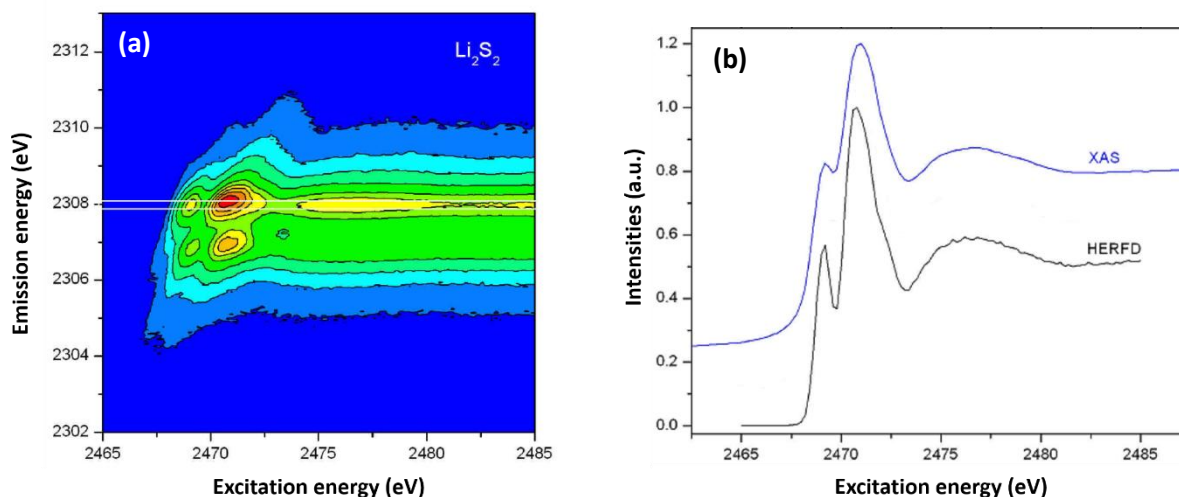 (a)
Li2S2
2312
2310
2308
2306
2304
2302
2465
2470
2475
2480
2485
Emission energy (eV)
Excitation energy (eV)
(b)
1.2
1.0
0.8
0.6
0.4
0.2
0.0
XAS
HERFD
2465
2470
2475
2480
2485
Intensities (a.u.)
Excitation energy (eV)